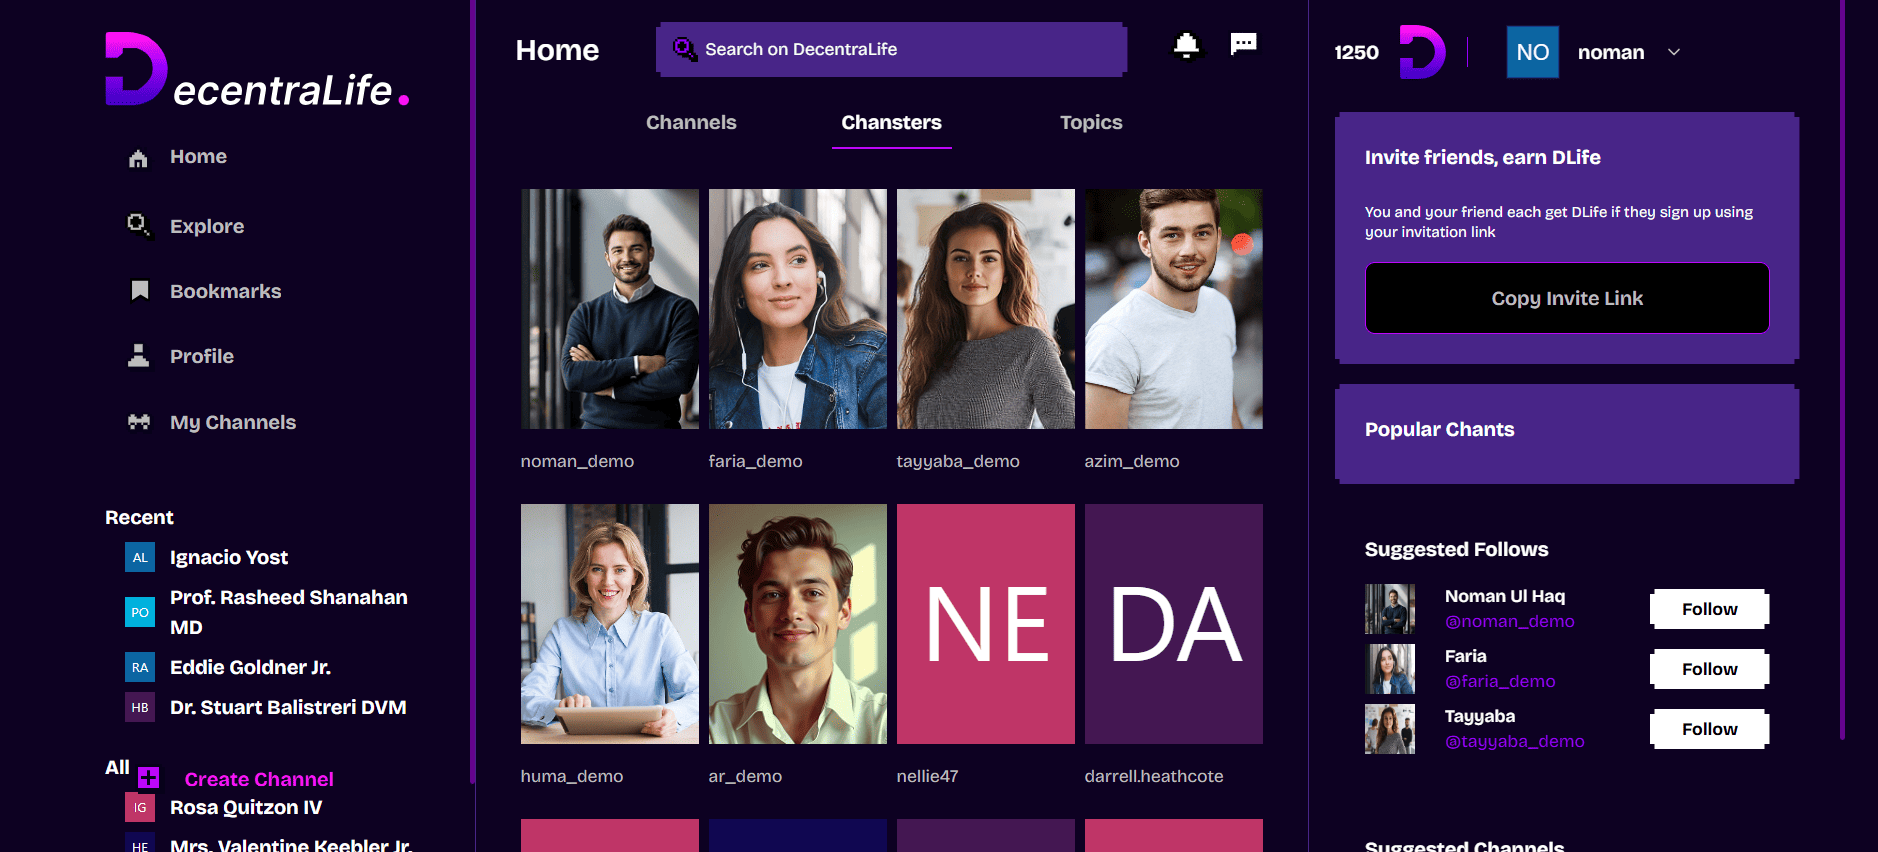 DecentraLife.
Home
Explore
Bookmarks
Profile
My Channels
Recent
AL Ignacio Yost
PO Prof. Rasheed Shanahan
MD
RA Eddie Goldner Jr.
HB Dr. Stuart Balistreri DVM
All
Create Channel
IG Rosa Quitzon IV
HE Mrs. Valentine Keebler Jr.
Home
Search on DecentraLife
Channels Chansters Topics
noman_demo faria_demo tayyaba_demo azim_demo
NE DA
huma_demo ar_demo nellie47 darrell.heathcote
1250 D NO noman
Invite friends, earn DLife
You and your friend each get DLife if they sign up using
your invitation link
Copy Invite Link
Popular Chants
Suggested Follows
Noman Ul Haq
@noman_demo
Follow
Faria
@faria_demo
Follow
Tayyaba
@tayyaba_demo
Follow
Suggested Channels